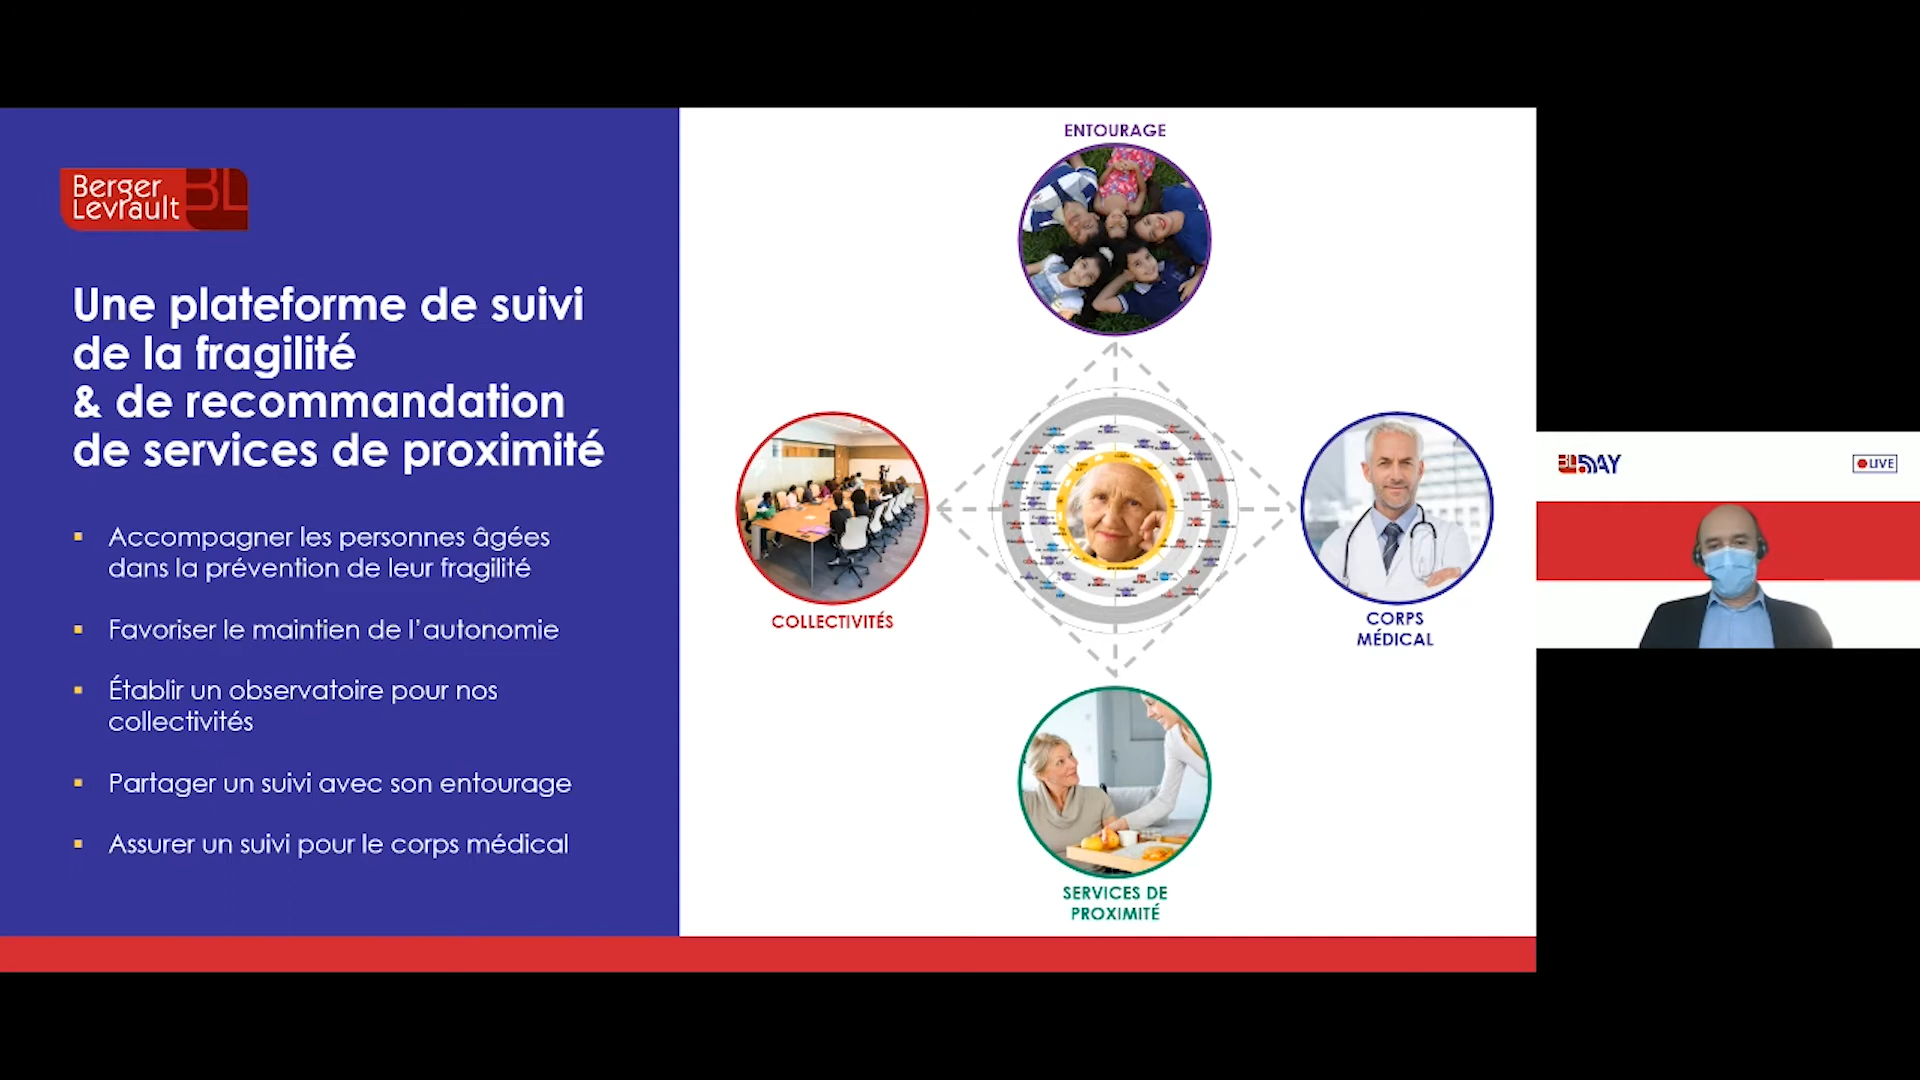 Berger
Levrault
BL
Une plateforme de suivi
de la fragilité
& de recommandation
de services de proximité
Accompagner les personnes âgées
dans la prévention de leur fragilité
Favoriser le maintien de l'autonomie
Établir un observatoire pour nos
collectivités
Partager un suivi avec son entourage
Assurer un suivi pour le corps médical
ENTOURAGE
COLLECTIVITÉS
CORPS
MÉDICAL
SERVICES DE
PROXIMITÉ
BL.DAY
LIVE